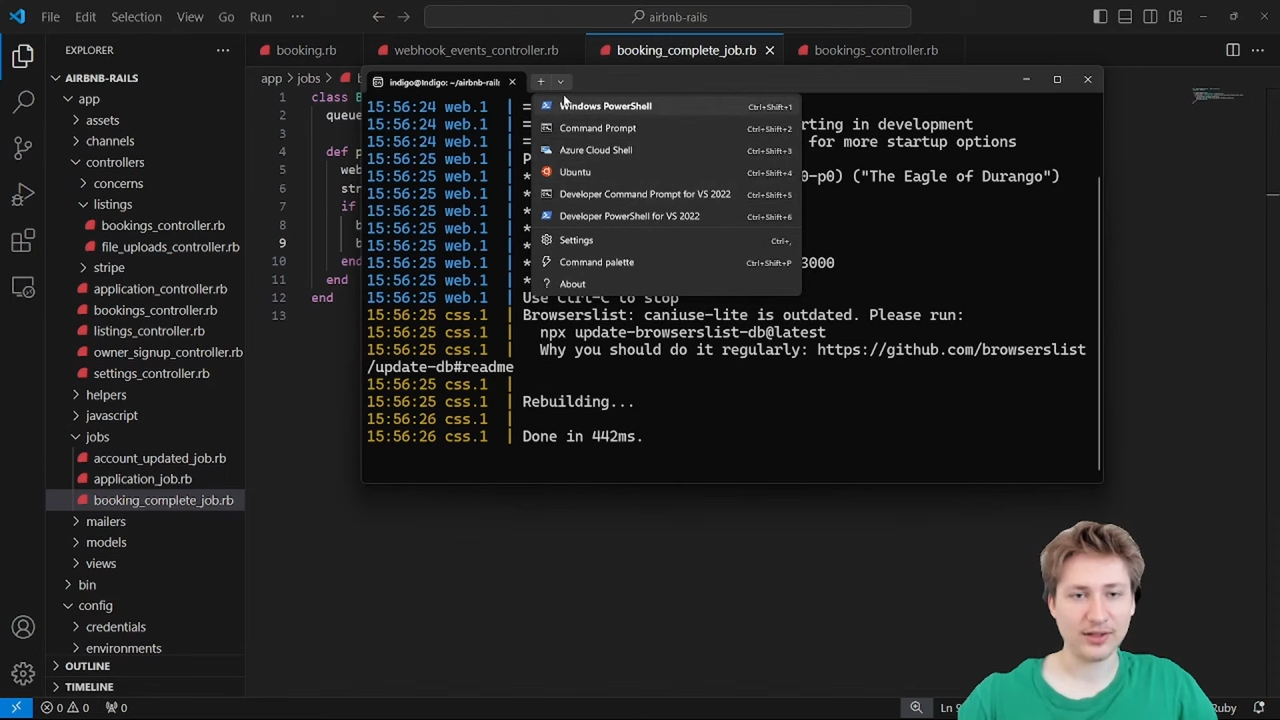 File Edit Selection View Go Run ···
airbnb-rails
EXPLORER ···
booking.rb webhook_events_controller.rb booking_complete_job.rb bookings_controller.rb
AIRBNB-RAILS
app
assets
channels
controllers
concerns
listings
bookings_controller.rb
file_uploads_controller.rb
stripe
application_controller.rb
bookings_controller.rb
listings_controller.rb
owner_signup_controller.rb
settings_controller.rb
helpers
javascript
jobs
account_updated_job.rb
application_job.rb
booking_complete_job.rb
mailers
models
views
bin
config
credentials
environments
OUTLINE
TIMELINE
app > jobs >
1 class
2 queue
3
4 def p
5 web
6 str
7 if
8
9
10 end
11 end
12 end
13
indigo@Indigo: ~/airbnb-rails
15:56:24 web.1 | =
15:56:24 web.1 | = rting in development
15:56:24 web.1 | = for more startup options
15:56:25 web.1 | P
15:56:25 web.1 | * 0-p0) ("The Eagle of Durango")
15:56:25 web.1 | *
15:56:25 web.1 | *
15:56:25 web.1 | *
15:56:25 web.1 | *
15:56:25 web.1 | * 3000
15:56:25 web.1 | *
15:56:25 web.1 | Use Ctrl-C to stop
15:56:25 css.1 | Browserslist: caniuse-lite is outdated. Please run:
15:56:25 css.1 | npx update-browserslist-db@latest
15:56:25 css.1 | Why you should do it regularly: https://github.com/browserslist
/update-db#readme
15:56:25 css.1 |
15:56:25 css.1 | Rebuilding...
15:56:26 css.1 |
15:56:26 css.1 | Done in 442ms.
Windows PowerShell Ctrl+Shift+1
Command Prompt Ctrl+Shift+2
Azure Cloud Shell Ctrl+Shift+3
Ubuntu Ctrl+Shift+4
Developer Command Prompt for VS 2022 Ctrl+Shift+5
Developer PowerShell for VS 2022 Ctrl+Shift+6
Settings Ctrl+,
Command palette Ctrl+Shift+P
About
0 0 0
Ln 9 Ruby